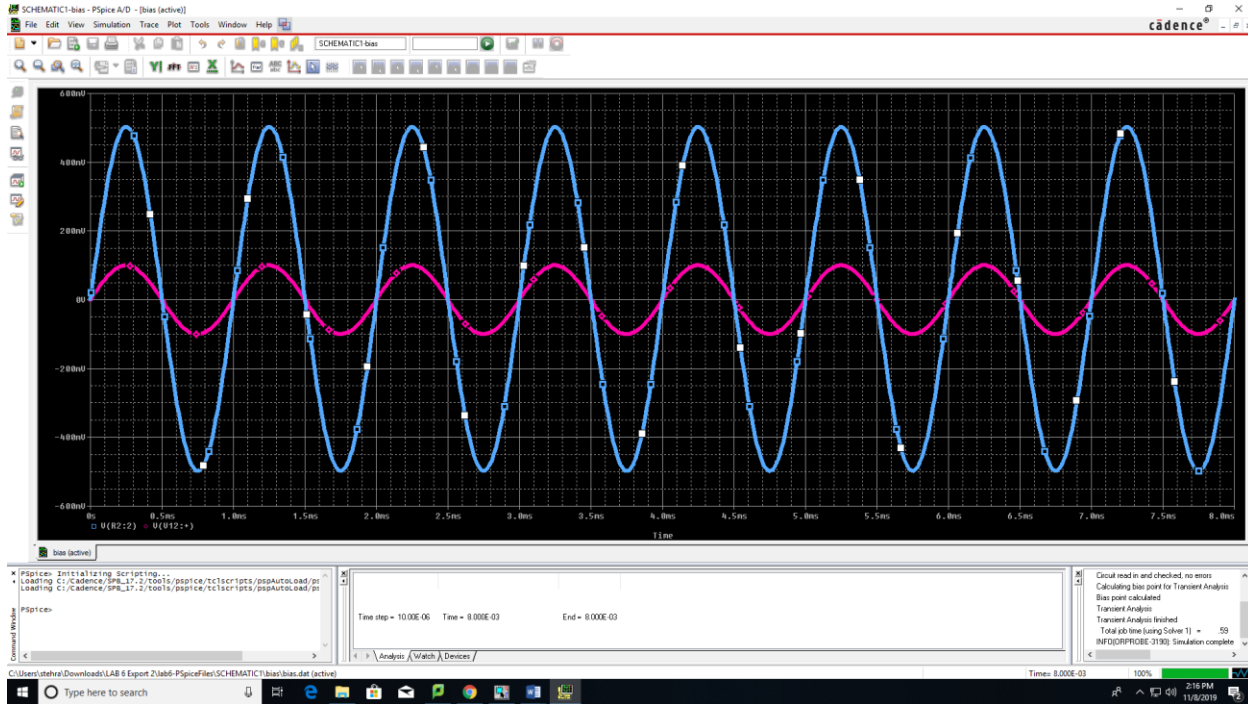 SCHEMATIC1-bias - PSpice A/D - [bias (active)]
File Edit View Simulation Trace Plot Tools Window Help
cādence®
SCHEMATIC1-bias
600mV
400mV
200mV
0V
-200mV
-400mV
-600mV
0s 0.5ms 1.0ms 1.5ms 2.0ms 2.5ms 3.0ms 3.5ms 4.0ms 4.5ms 5.0ms 5.5ms 6.0ms 6.5ms 7.0ms 7.5ms 8.0ms
V(R2:2) V(V12:+)
Time
bias (active)
PSpice> Initializing Scripting...
Loading C:/Cadence/SPB_17.2/tools/pspice/tclscripts/pspAutoLoad/ps
Loading C:/Cadence/SPB_17.2/tools/pspice/tclscripts/pspAutoLoad/ps
PSpice>
Command Window
Time step = 10.00E-06 Time = 8.000E-03 End = 8.000E-03
Analysis Watch Devices
Circuit read in and checked, no errors
Calculating bias point for Transient Analysis
Bias point calculated
Transient Analysis
Transient Analysis finished
Total job time (using Solver 1) = .59
INFO(ORPROBE-3190): Simulation complete
C:\Users\stehra\Downloads\LAB 6 Export 2\lab6-PSpiceFiles\SCHEMATIC1\bias\bias.dat (active)
Time= 8.000E-03 100%
Type here to search
2:16 PM
11/8/2019